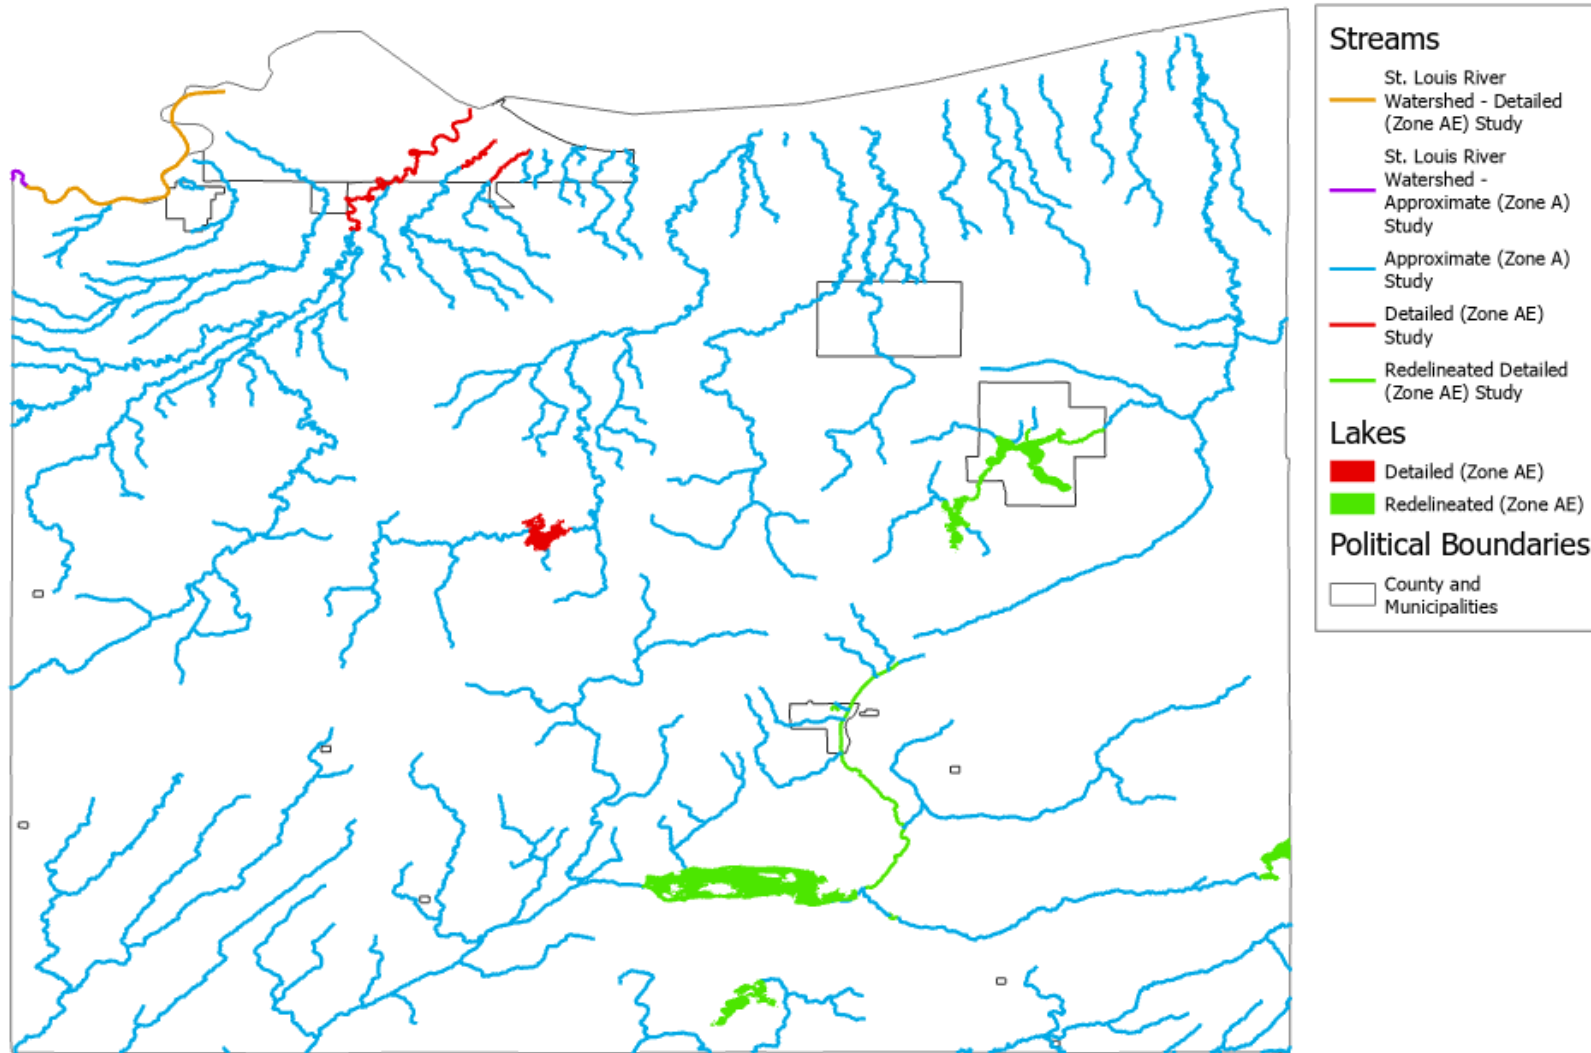 Streams
St. Louis River
Watershed - Detailed
(Zone AE) Study
St. Louis River
Watershed -
Approximate (Zone A)
Study
Approximate (Zone A)
Study
Detailed (Zone AE)
Study
Redelineated Detailed
(Zone AE) Study
Lakes
Detailed (Zone AE)
Redelineated (Zone AE)
Political Boundaries
County and
Municipalities